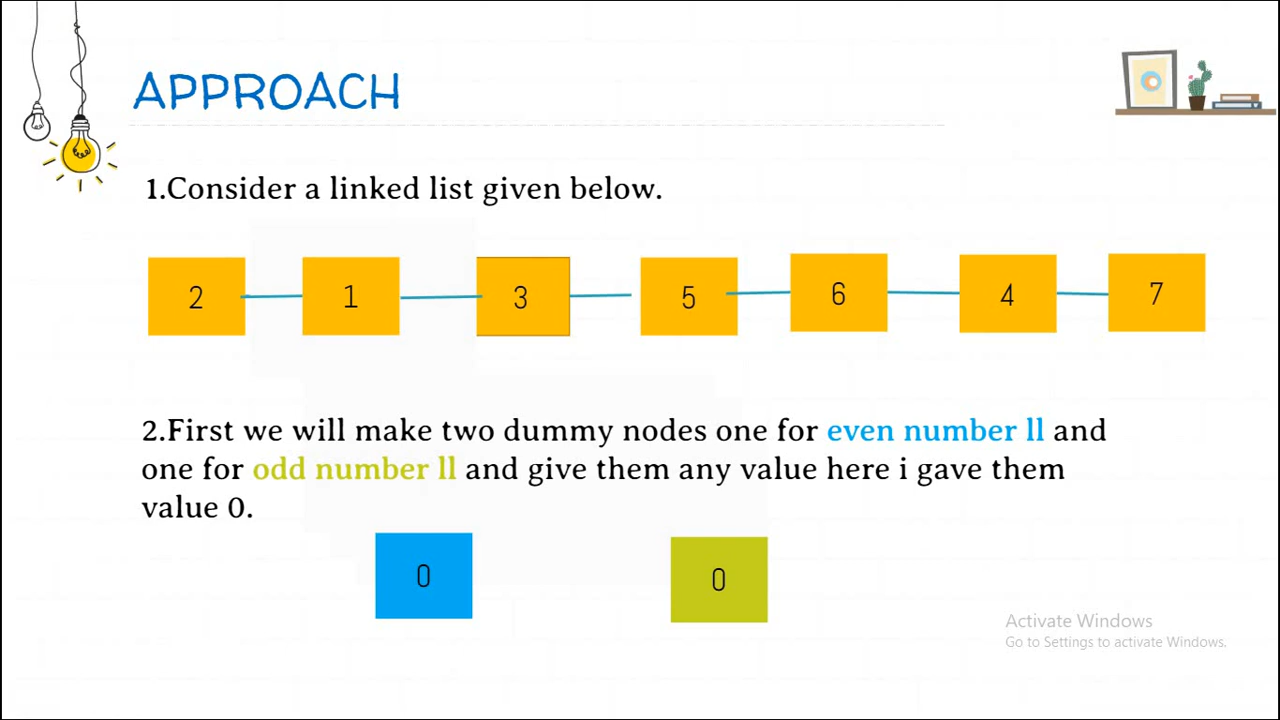 APPROACH
1.Consider a linked list given below.
2 1 3 5 6 4 7
2.First we will make two dummy nodes one for even number ll and
one for odd number ll and give them any value here i gave them
value 0.
0 0
Activate Windows
Go to Settings to activate Windows.